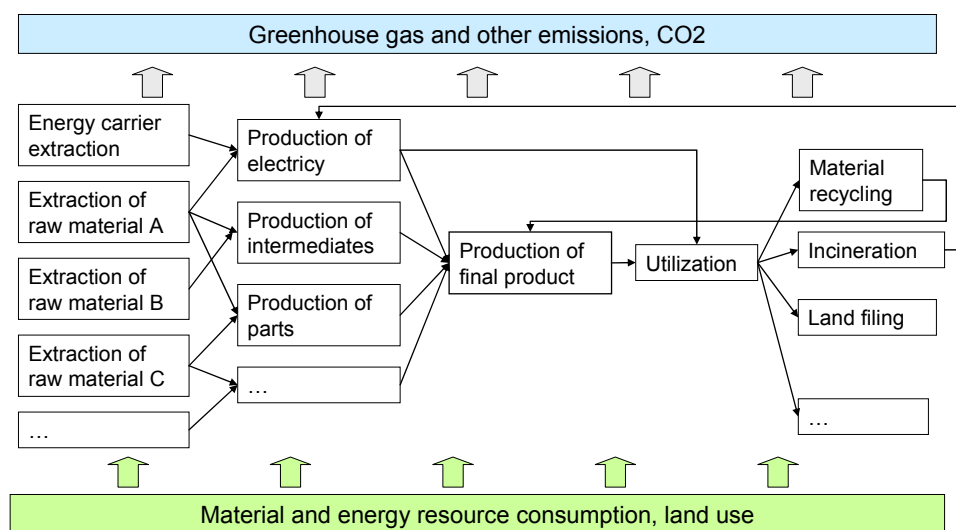 Greenhouse gas and other emissions, CO2
Energy carrier
extraction
Extraction of
raw material A
Extraction of
raw material B
Extraction of
raw material C
…
Production of
electricy
Production of
intermediates
Production of
parts
…
Production of
final product
Utilization
Material
recycling
Incineration
Land filing
…
Material and energy resource consumption, land use